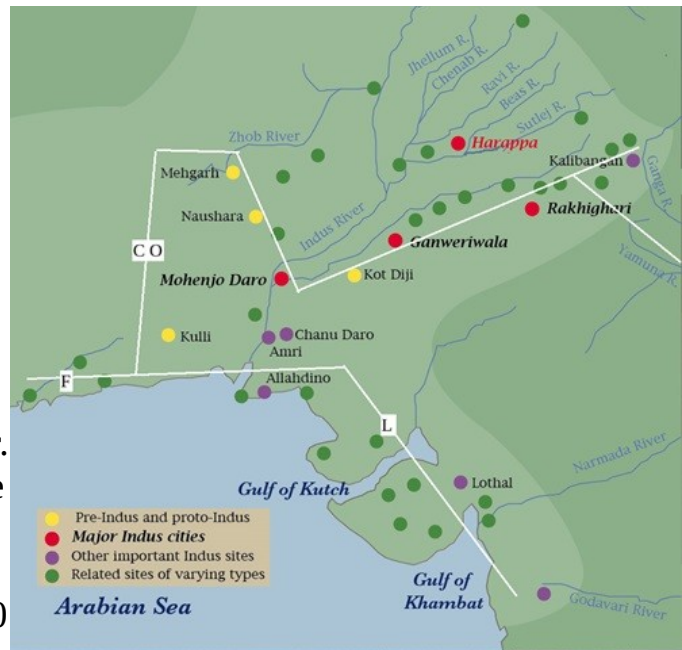 Jhellum R.
Chenab R.
Ravi R.
Beas R.
Sutlej R.
Harappa
Zhob River
Kalibangan
Mehgarh
Ganga R.
Naushara
Rakhighari
Indus River
Ganweriwala
C O
Yamuna R.
Mohenjo Daro
Kot Diji
Kulli
Chanu Daro
Amri
F
Allahdino
L
Narmada River
Lothal
Gulf of Kutch
Pre-Indus and proto-Indus
Major Indus cities
Other important Indus sites
Related sites of varying types
Gulf of
Khambat
Arabian Sea
Godavari River